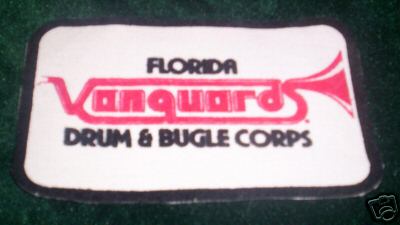 FLORIDA
Vanguards
DRUM & BUGLE CORPS